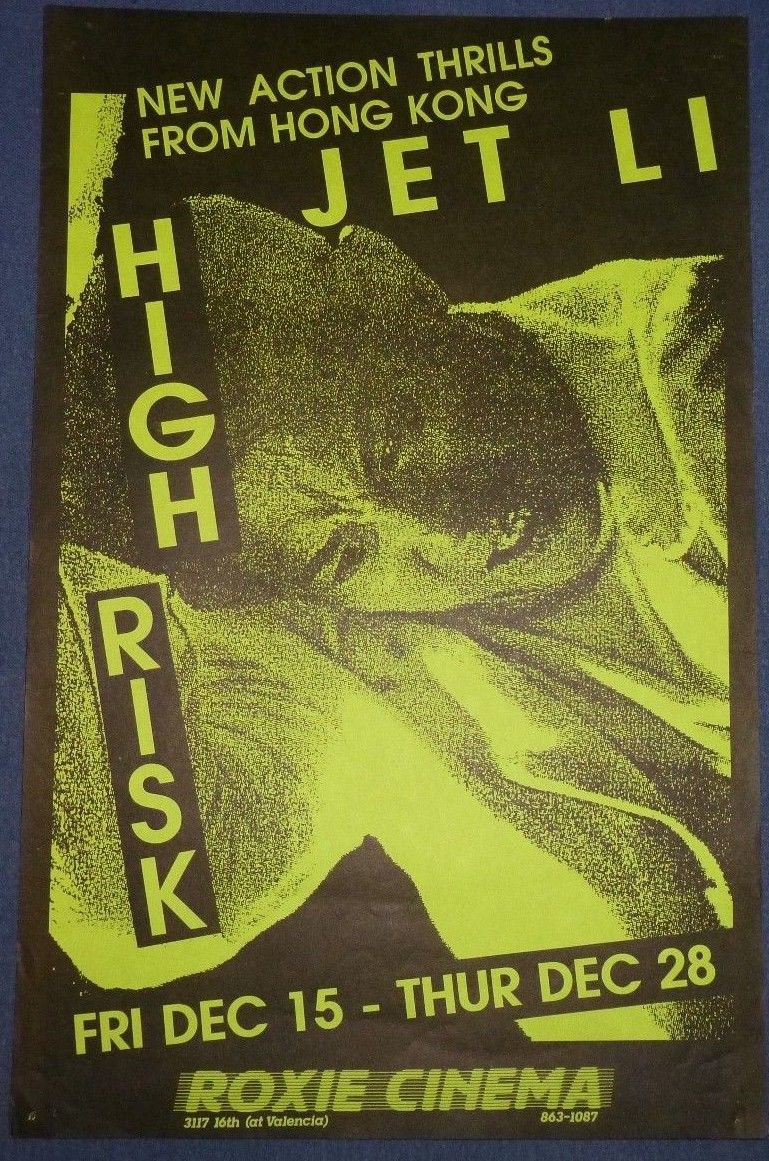 NEW ACTION THRILLS
FROM HONG KONG
JET LI
HIGH
RISK
FRI DEC 15 - THUR DEC 28
ROXIE CINEMA
3117 16th (at Valencia)
863-1087